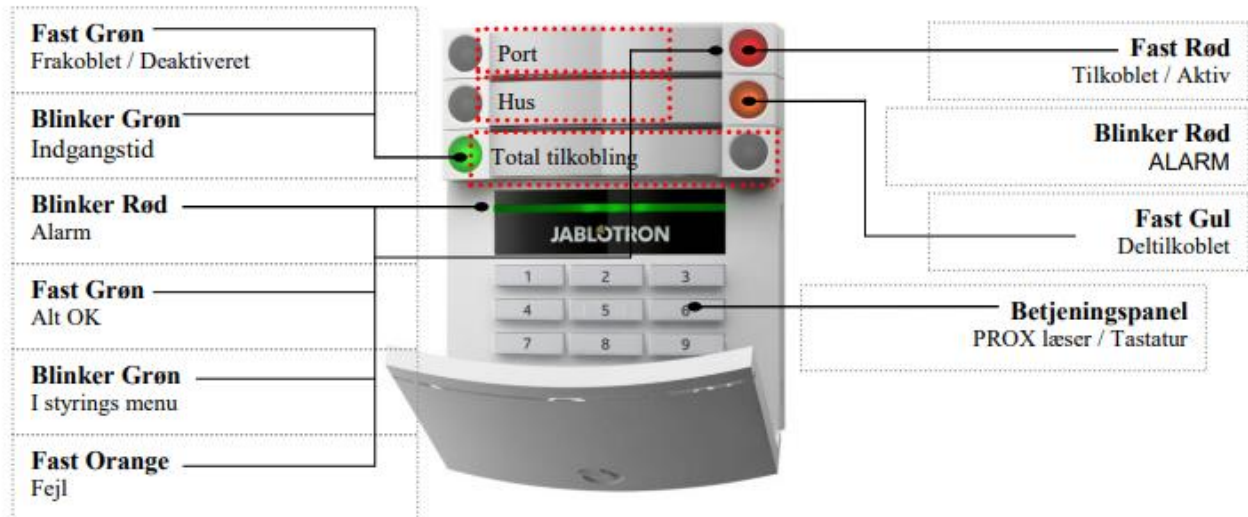 Fast Grøn
Frakoblet / Deaktiveret
Blinker Grøn
Indgangstid
Blinker Rød
Alarm
Fast Grøn
Alt OK
Blinker Grøn
I styrings menu
Fast Orange
Fejl
Port
Hus
Total tilkobling
JABLOTRON
1 2 3
4 5 6
7 8 9
Fast Rød
Tilkoblet / Aktiv
Blinker Rød
ALARM
Fast Gul
Deltilkoblet
Betjeningspanel
PROX læser / Tastatur